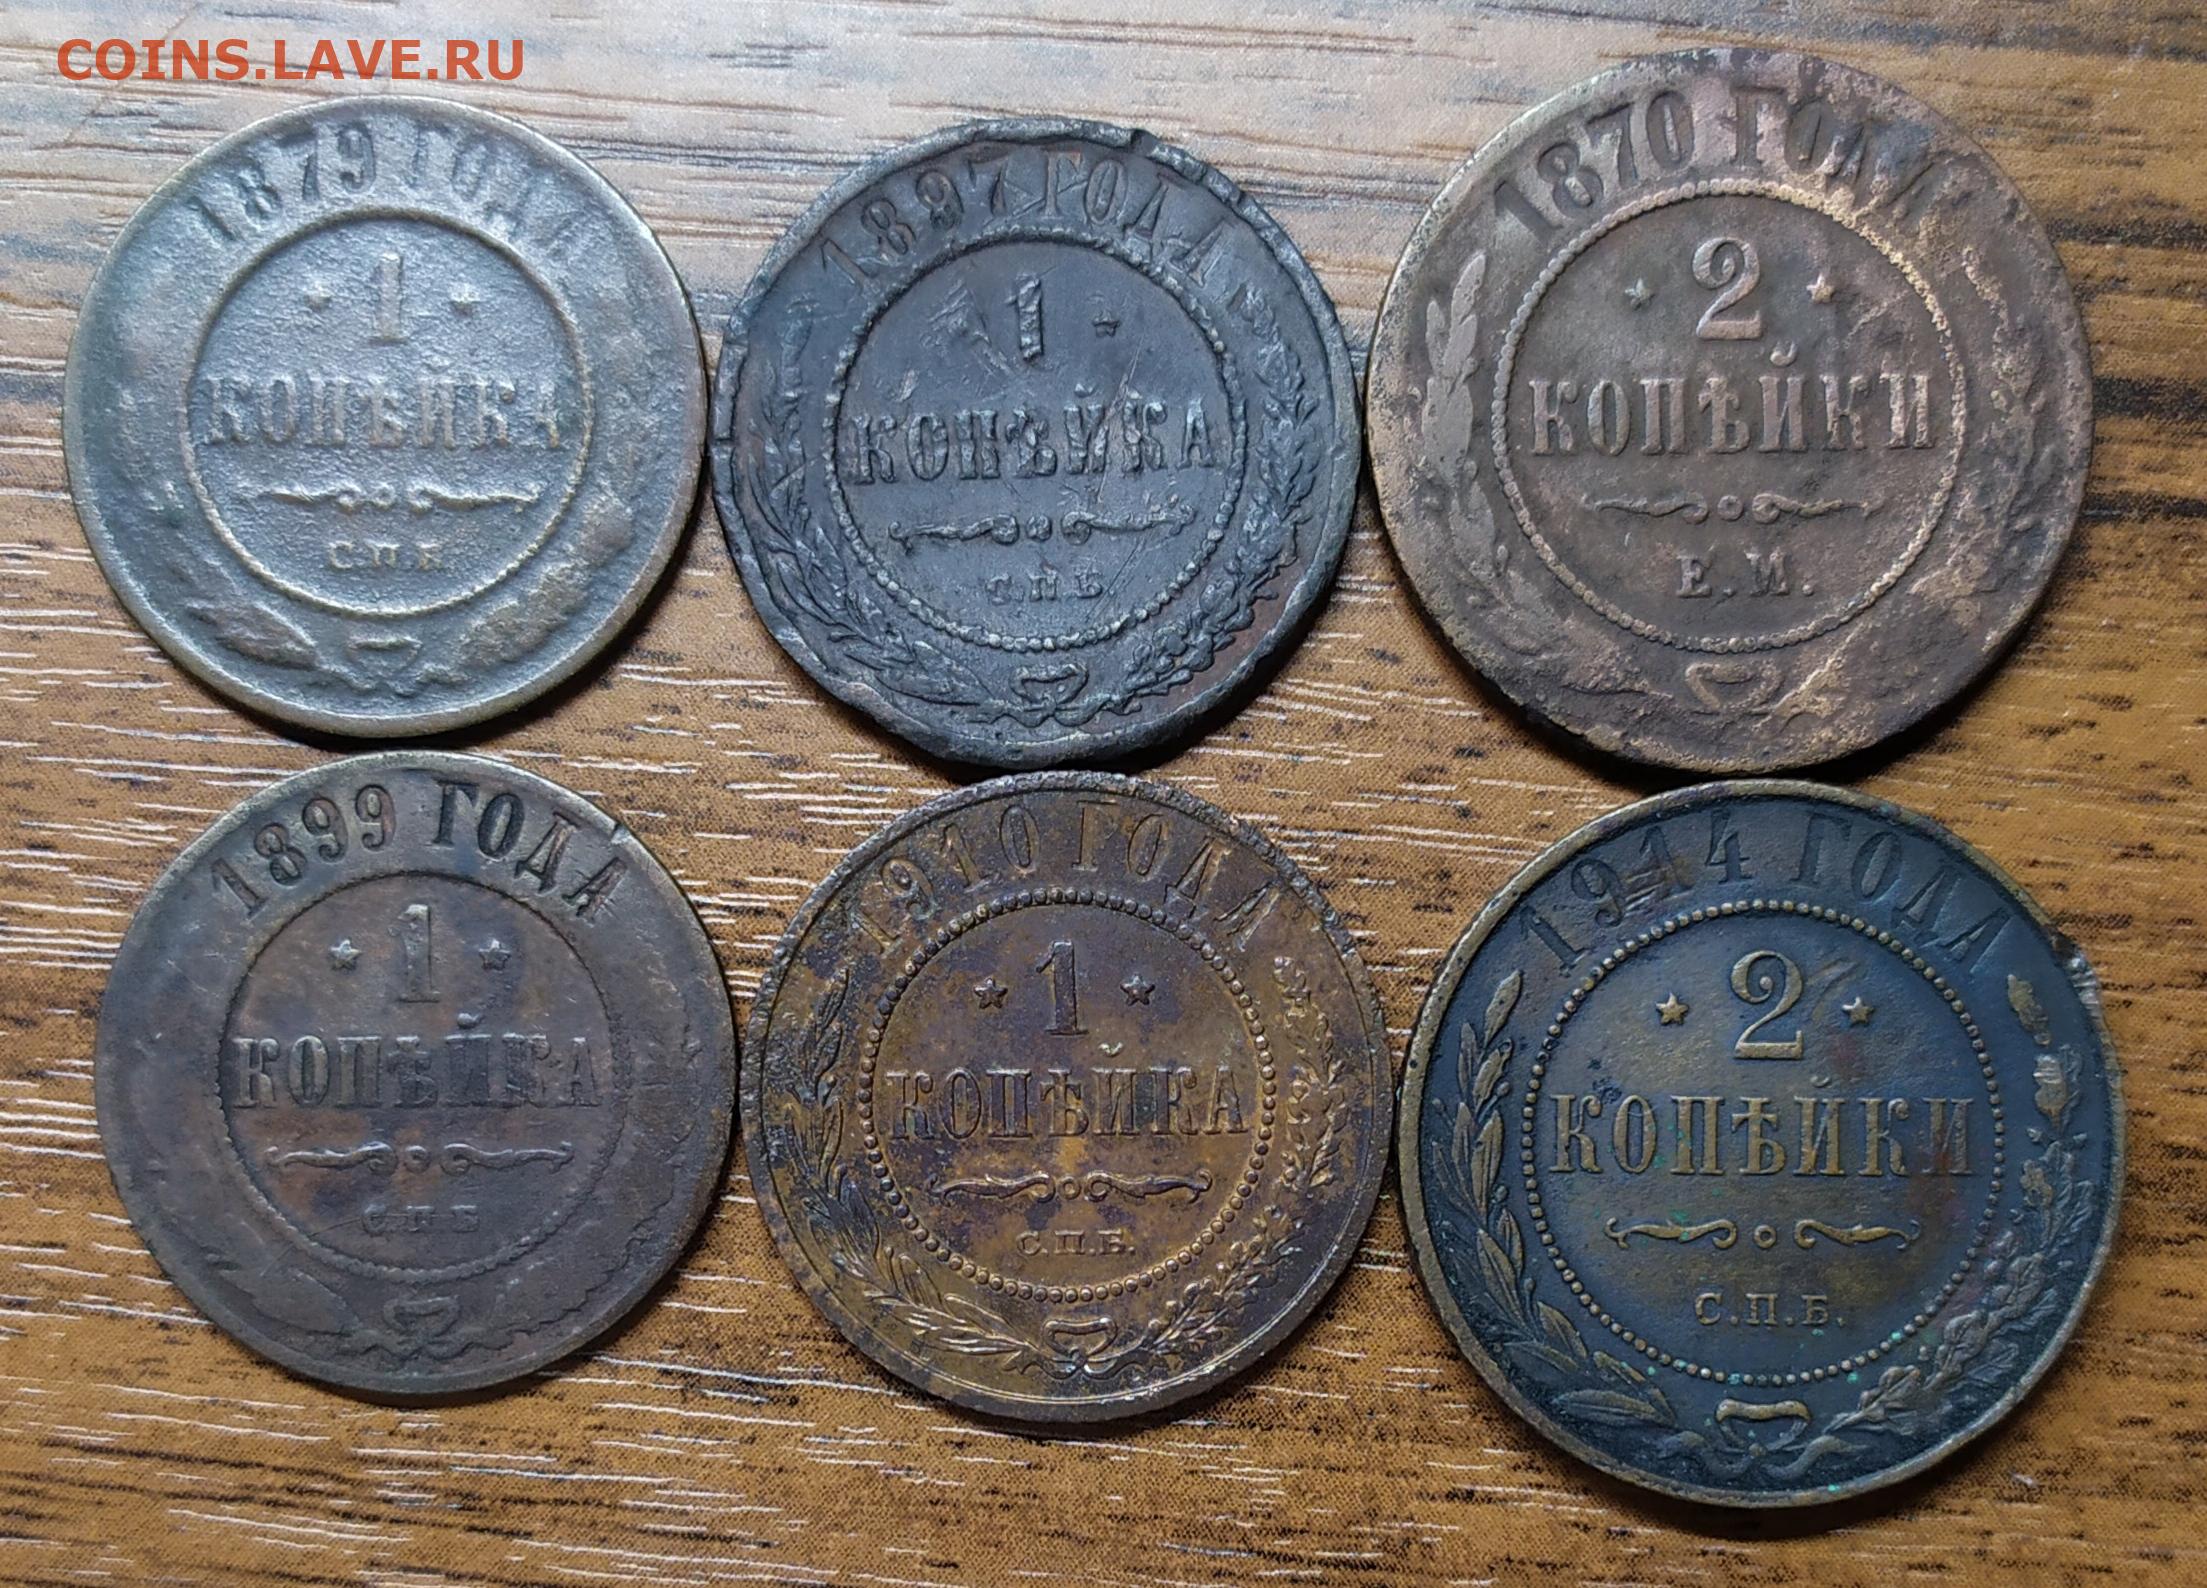 COINS.LAVE.RU
1879 ГОДА
1
КОПѢЙКА
С.П.Б.
1897 ГОДА
1
КОПѢЙКА
С.П.Б.
1870 ГОДА
2
КОПѢЙКИ
Е.М.
1899 ГОДА
1
КОПѢЙКА
С.П.Б
1910 ГОДА
1
КОПѢЙКА
С.П.Б.
1914 ГОДА
2
КОПѢЙКИ
С.П.Б.